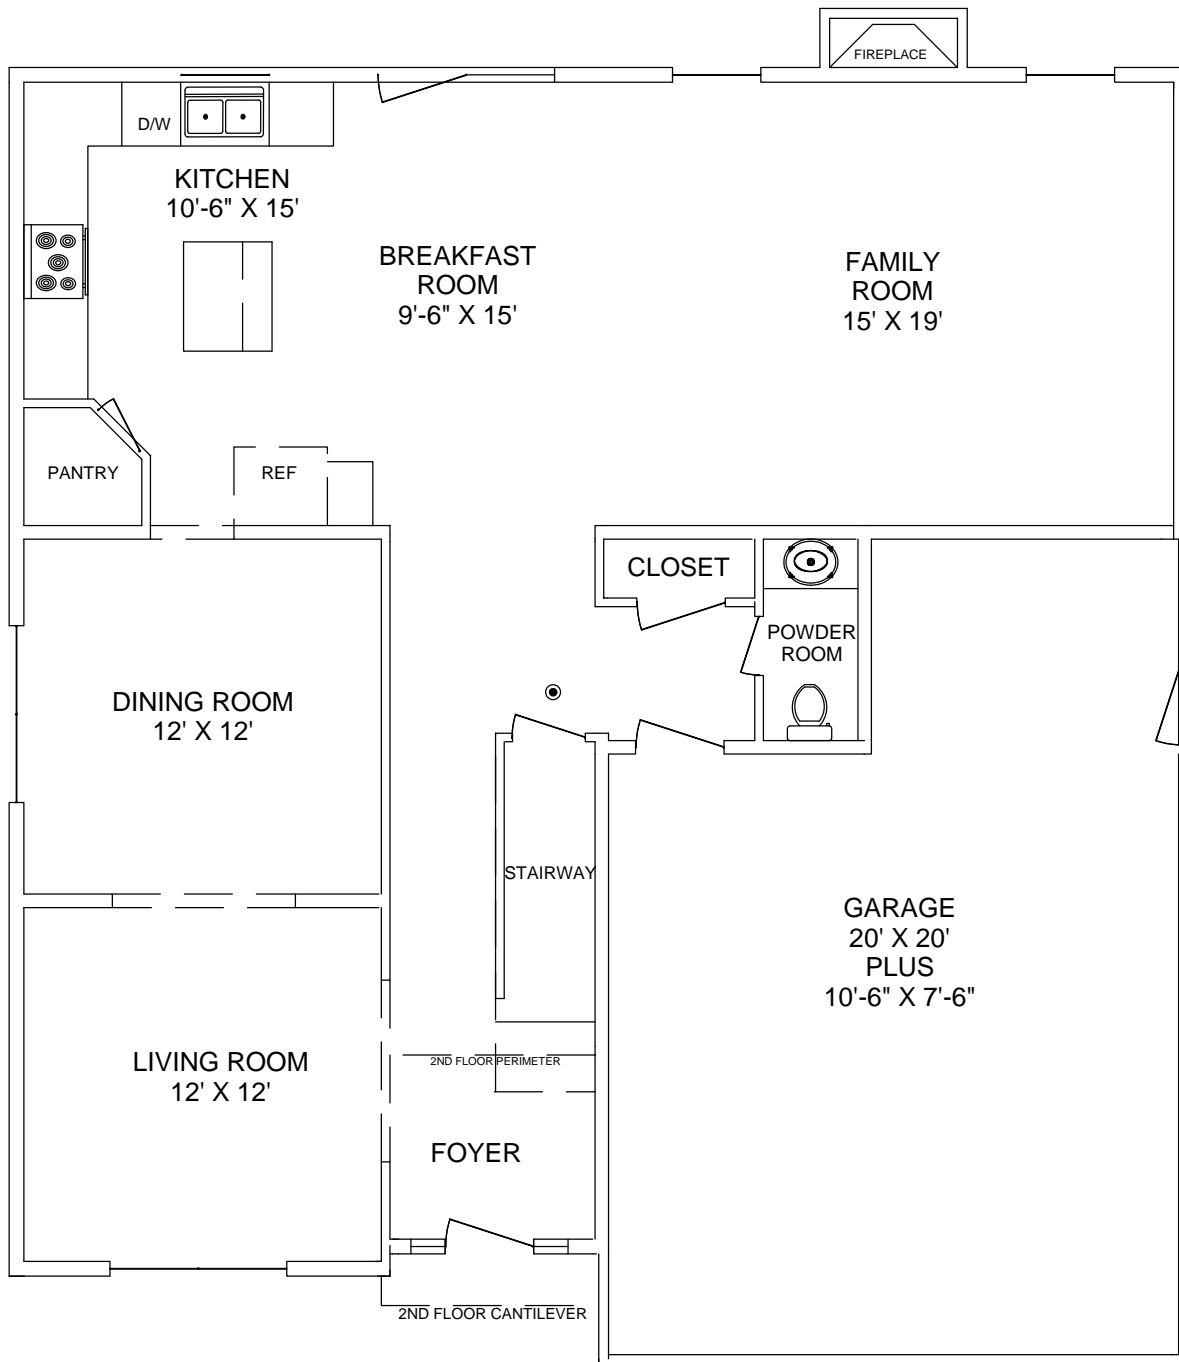 FIREPLACE
D/W
KITCHEN
10'-6" X 15'
BREAKFAST
ROOM
9'-6" X 15'
FAMILY
ROOM
15' X 19'
PANTRY
REF
CLOSET
POWDER
ROOM
DINING ROOM
12' X 12'
STAIRWAY
GARAGE
20' X 20'
PLUS
10'-6" X 7'-6"
LIVING ROOM
12' X 12'
2ND FLOOR PERIMETER
FOYER
2ND FLOOR CANTILEVER